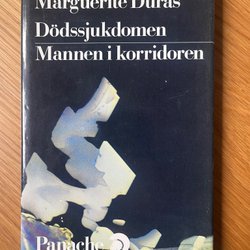 Marguerite Duras
Dödssjukdomen
Mannen i korridoren
Panache